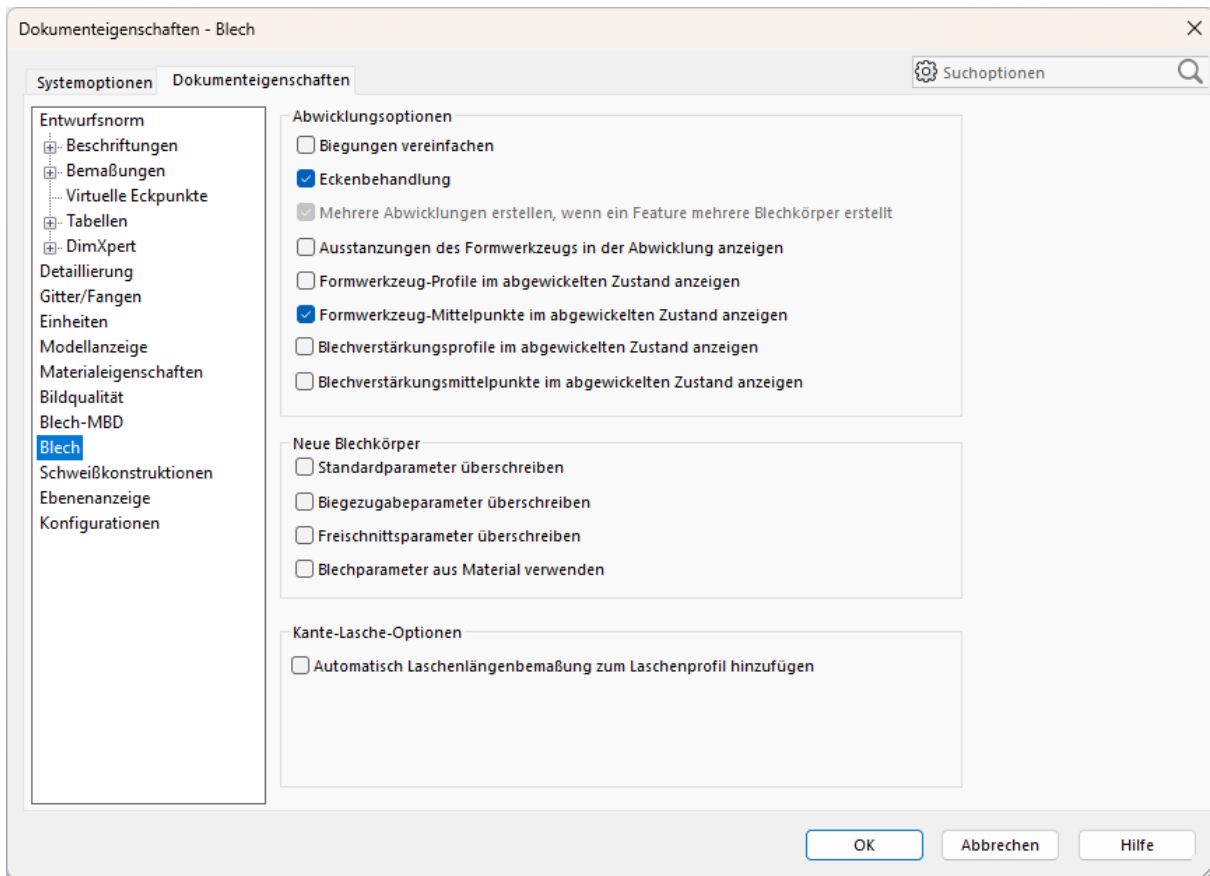 Dokumenteigenschaften - Blech
Systemoptionen
Dokumenteigenschaften
Suchoptionen
Entwurfsnorm
Beschriftungen
Bemaßungen
Virtuelle Eckpunkte
Tabellen
DimXpert
Detaillierung
Gitter/Fangen
Einheiten
Modellanzeige
Materialeigenschaften
Bildqualität
Blech-MBD
Blech
Schweißkonstruktionen
Ebenenanzeige
Konfigurationen
Abwicklungsoptionen
Biegungen vereinfachen
Eckenbehandlung
Mehrere Abwicklungen erstellen, wenn ein Feature mehrere Blechkörper erstellt
Ausstanzungen des Formwerkzeugs in der Abwicklung anzeigen
Formwerkzeug-Profile im abgewickelten Zustand anzeigen
Formwerkzeug-Mittelpunkte im abgewickelten Zustand anzeigen
Blechverstärkungsprofile im abgewickelten Zustand anzeigen
Blechverstärkungsmittelpunkte im abgewickelten Zustand anzeigen
Neue Blechkörper
Standardparameter überschreiben
Biegezugabeparameter überschreiben
Freischnittsparameter überschreiben
Blechparameter aus Material verwenden
Kante-Lasche-Optionen
Automatisch Laschenlängenbemaßung zum Laschenprofil hinzufügen
OK
Abbrechen
Hilfe